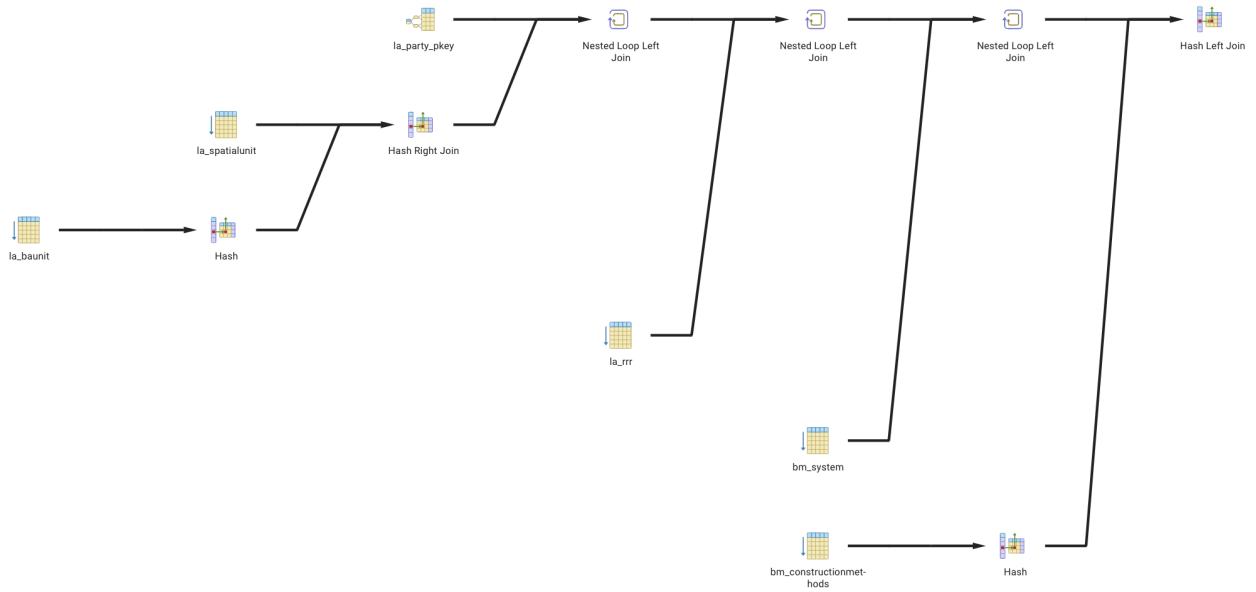 la_party_pkey
Nested Loop Left
Join
Nested Loop Left
Join
Nested Loop Left
Join
Hash Left Join
la_spatialunit
Hash Right Join
la_baunit
Hash
la_rrr
bm_system
bm_constructionmet-
hods
Hash